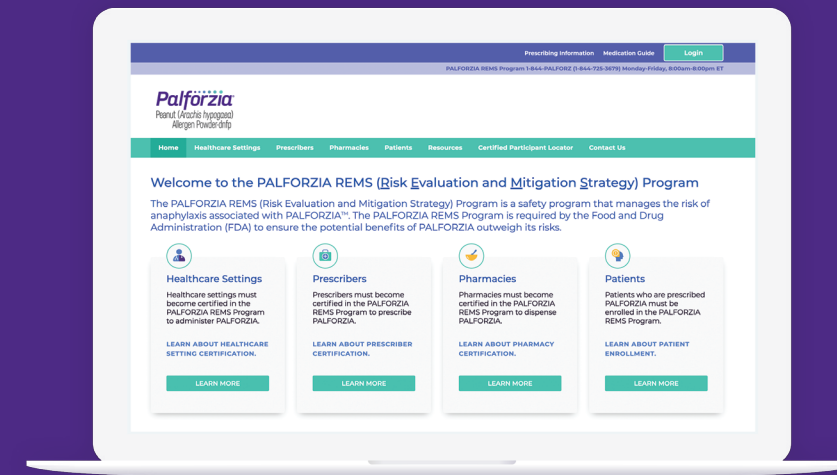 Prescribing Information Medication Guide Login
PALFORZIA REMS Program 1-844-PALFORZ (1-844-725-3679) Monday-Friday, 8:00am-8:00pm ET
Palforzia
Peanut (Arachis hypogaea)
Allergen Powder-dnfp
Home Healthcare Settings Prescribers Pharmacies Patients Resources Certified Participant Locator Contact Us
Welcome to the PALFORZIA REMS (Risk Evaluation and Mitigation Strategy) Program
The PALFORZIA REMS (Risk Evaluation and Mitigation Strategy) Program is a safety program that manages the risk of
anaphylaxis associated with PALFORZIA™. The PALFORZIA REMS Program is required by the Food and Drug
Administration (FDA) to ensure the potential benefits of PALFORZIA outweigh its risks.
Healthcare Settings
Healthcare settings must
become certified in the
PALFORZIA REMS Program
to administer PALFORZIA.
LEARN ABOUT HEALTHCARE
SETTING CERTIFICATION.
LEARN MORE
Prescribers
Prescribers must become
certified in the PALFORZIA
REMS Program to prescribe
PALFORZIA.
LEARN ABOUT PRESCRIBER
CERTIFICATION.
LEARN MORE
Pharmacies
Pharmacies must become
certified in the PALFORZIA
REMS Program to dispense
PALFORZIA.
LEARN ABOUT PHARMACY
CERTIFICATION.
LEARN MORE
Patients
Patients who are prescribed
PALFORZIA must be
enrolled in the PALFORZIA
REMS Program.
LEARN ABOUT PATIENT
ENROLLMENT.
LEARN MORE